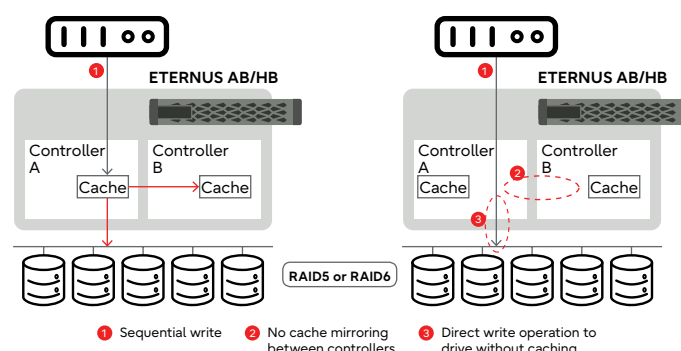 1
ETERNUS AB/HB
Controller
A
Controller
B
Cache
Cache
1
ETERNUS AB/HB
Controller
A
Controller
B
2
Cache
Cache
3
RAID5 or RAID6
1 Sequential write
2 No cache mirroring
between controllers
3 Direct write operation to
drive without caching